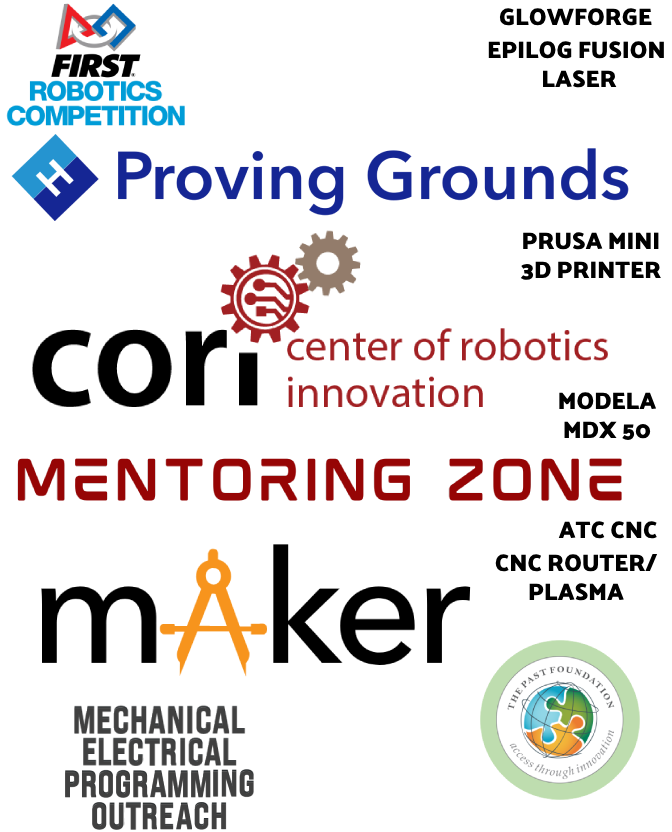 FIRST
ROBOTICS
COMPETITION
GLOWFORGE
EPILOG FUSION
LASER
H Proving Grounds
PRUSA MINI
3D PRINTER
cori center of robotics
innovation
MODELA
MDX 50
MENTORING ZONE
ATC CNC
CNC ROUTER/
PLASMA
maker
THE PAST FOUNDATION
access through innovation
MECHANICAL
ELECTRICAL
PROGRAMMING
OUTREACH